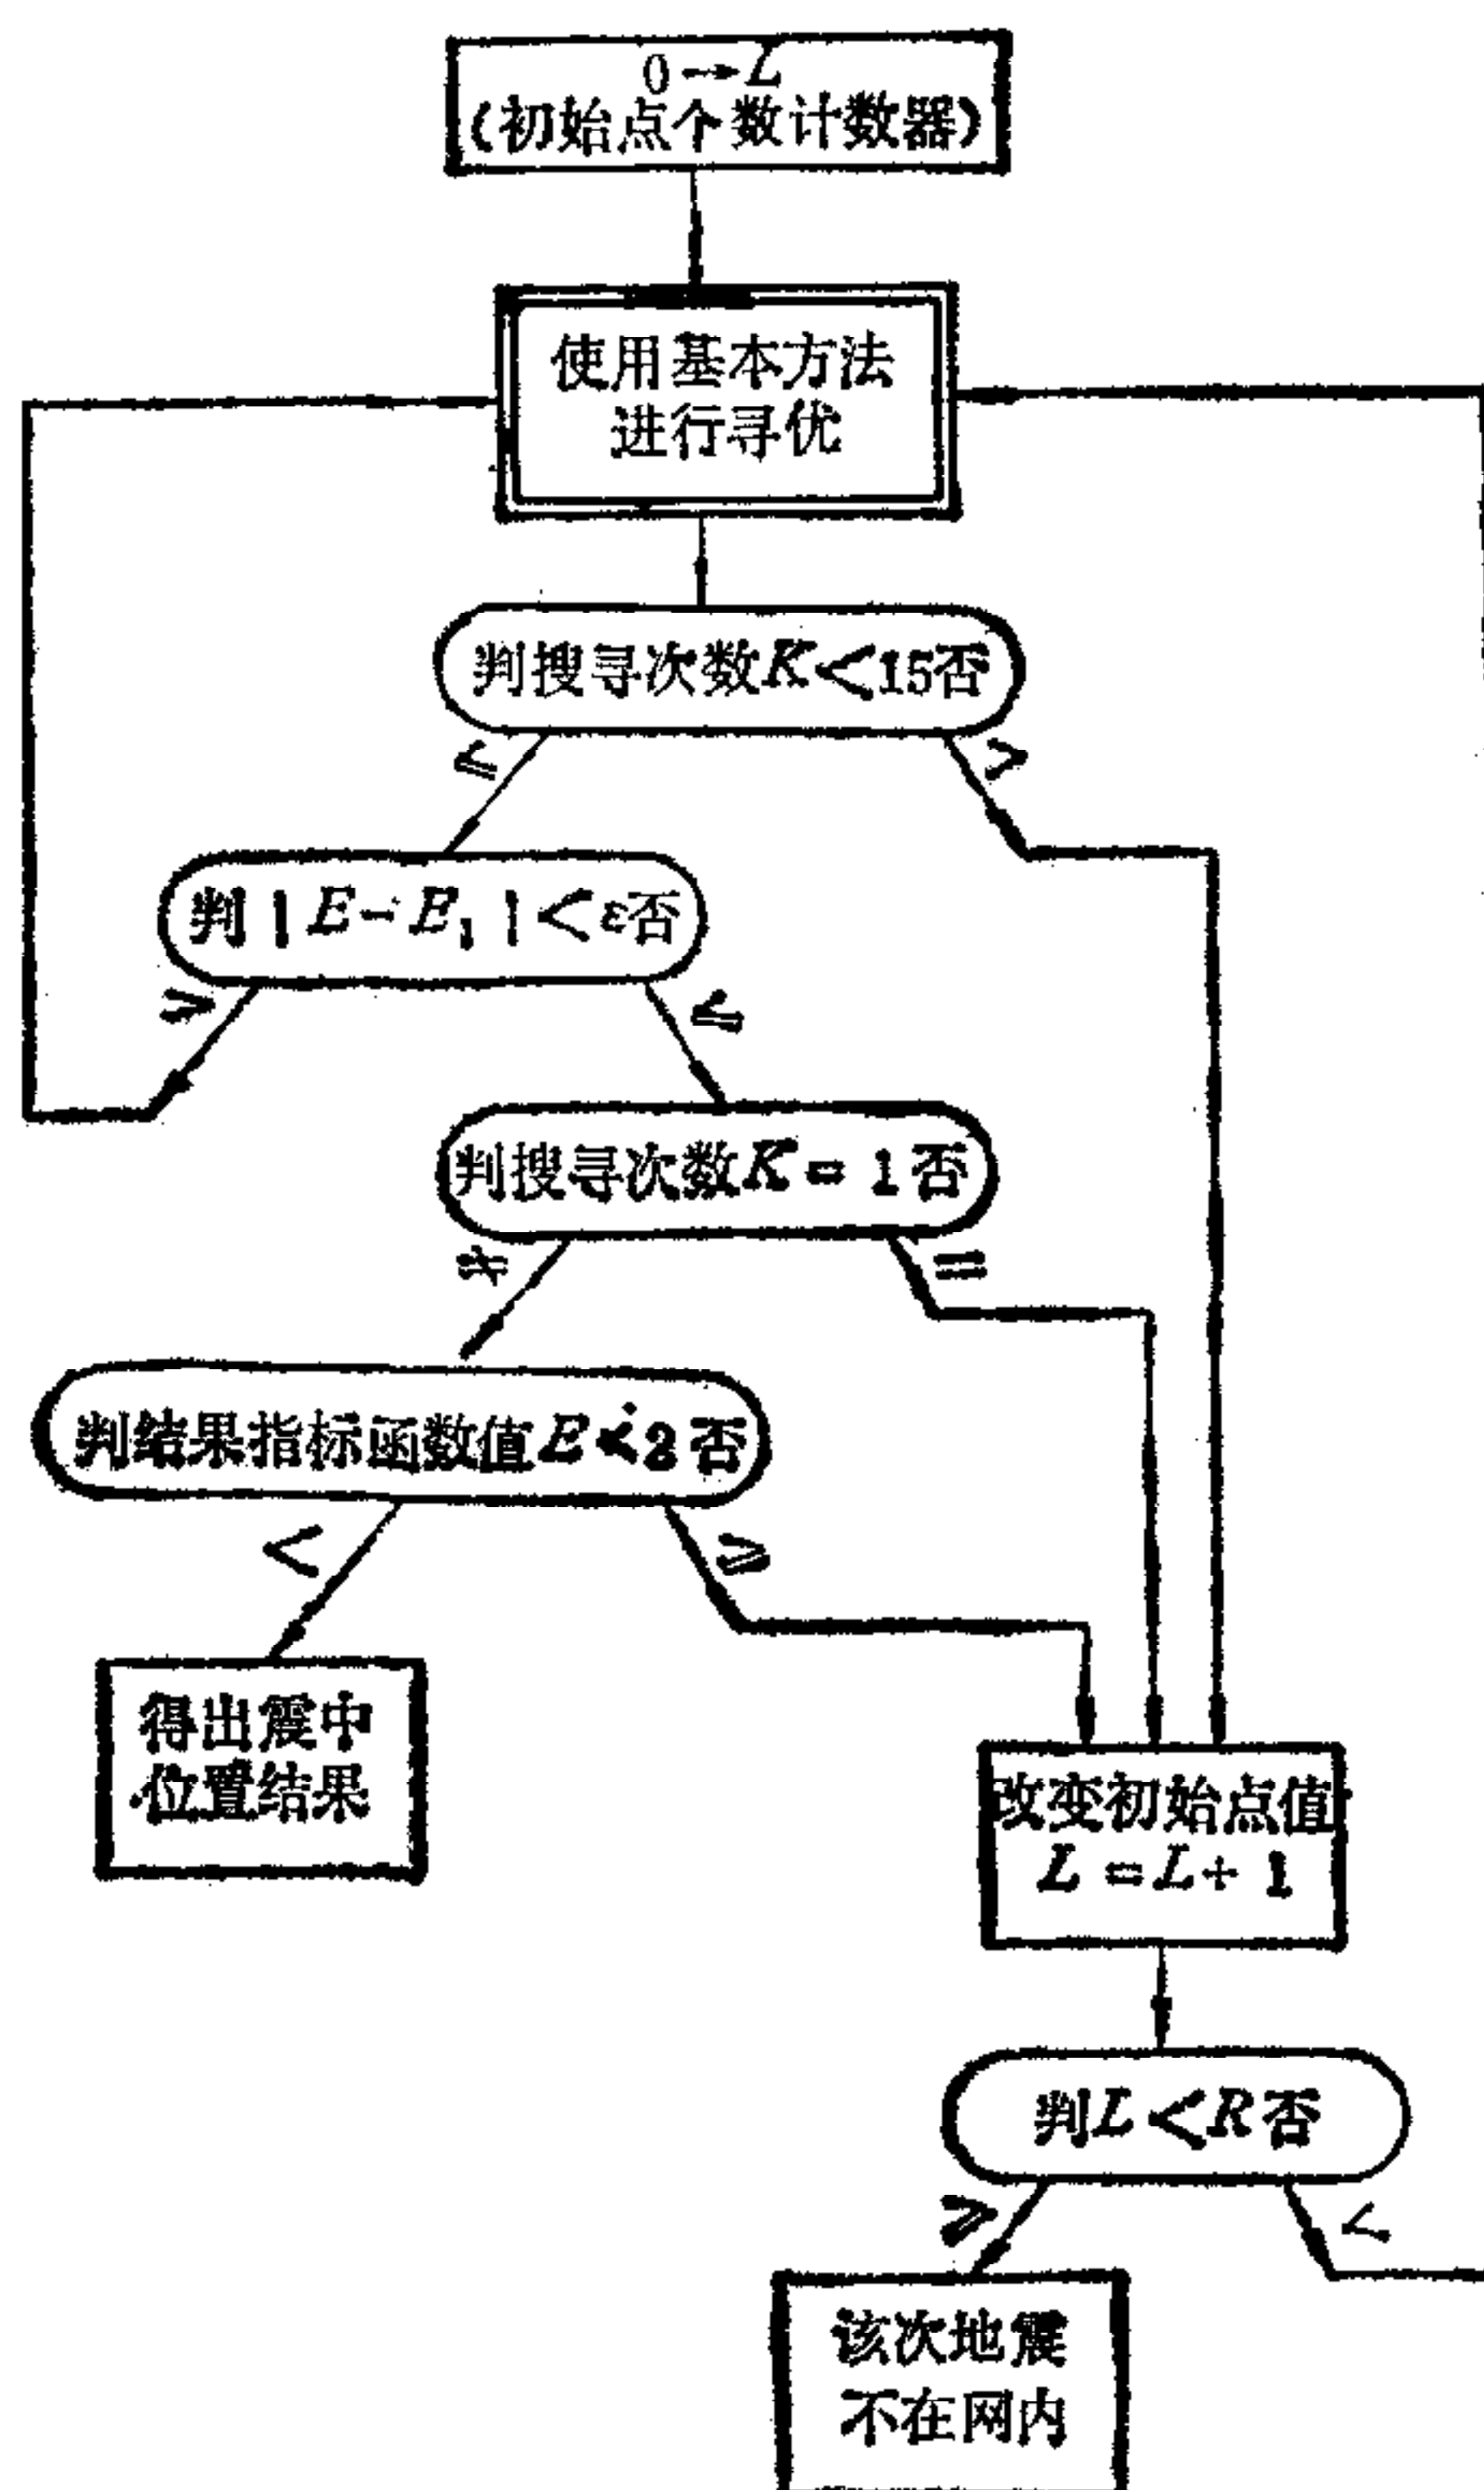 0→L
(初始点个数计数器)
使用基本方法
进行寻优
判搜寻次数K<15否
≤
>
判|E-E₁|<ε否
>
≤
判搜寻次数K=1否
≠
=
判结果指标函数值E<2否
<
≥
得出震中
位置结果
改变初始点值
L=L+1
判L<R否
≥
<
该次地震
不在网内